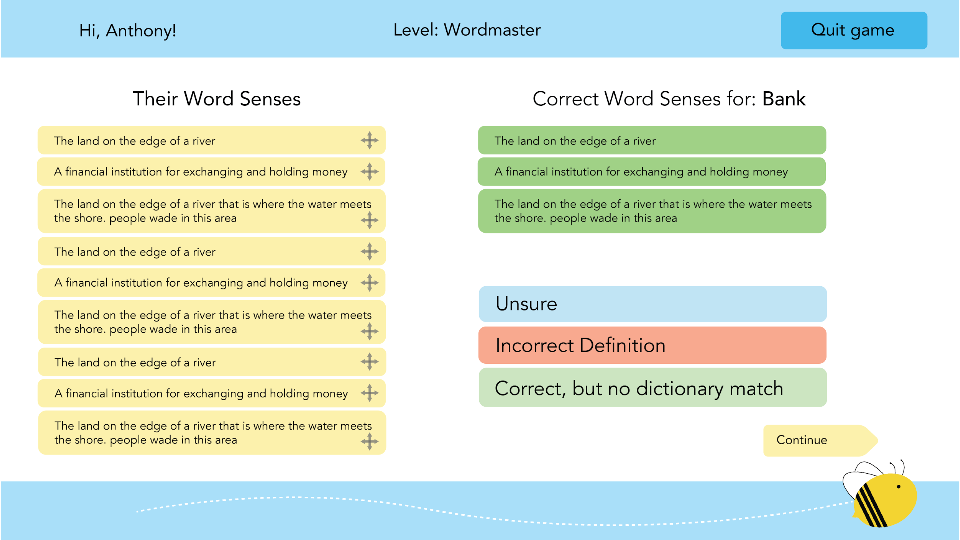 Hi, Anthony!
Level: Wordmaster
Quit game
Their Word Senses
The land on the edge of a river
A financial institution for exchanging and holding money
The land on the edge of a river that is where the water meets
the shore. people wade in this area
The land on the edge of a river
A financial institution for exchanging and holding money
The land on the edge of a river that is where the water meets
the shore. people wade in this area
The land on the edge of a river
A financial institution for exchanging and holding money
The land on the edge of a river that is where the water meets
the shore. people wade in this area
Correct Word Senses for: Bank
The land on the edge of a river
A financial institution for exchanging and holding money
The land on the edge of a river that is where the water meets
the shore. people wade in this area
Unsure
Incorrect Definition
Correct, but no dictionary match
Continue